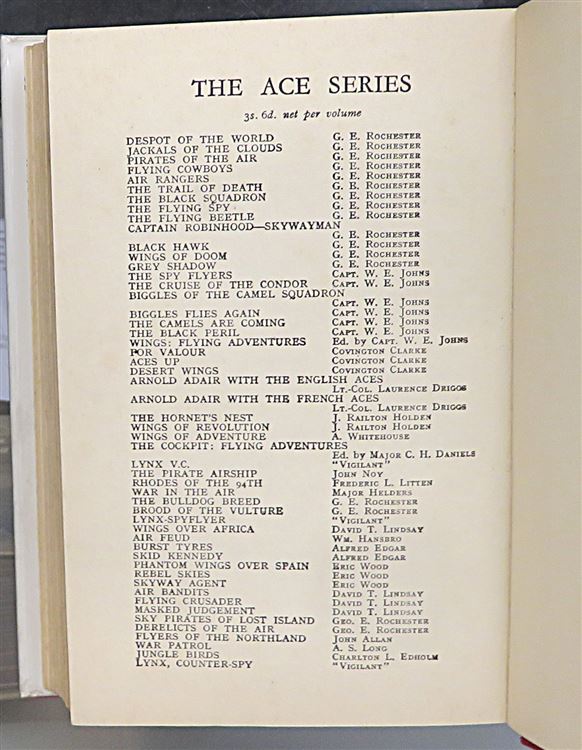 THE ACE SERIES
3s. 6d. net per volume
DESPOT OF THE WORLD G. E. ROCHESTER
JACKALS OF THE CLOUDS G. E. ROCHESTER
PIRATES OF THE AIR G. E. ROCHESTER
FLYING COWBOYS G. E. ROCHESTER
AIR RANGERS G. E. ROCHESTER
THE TRAIL OF DEATH G. E. ROCHESTER
THE BLACK SQUADRON G. E. ROCHESTER
THE FLYING SPY G. E. ROCHESTER
THE FLYING BEETLE G. E. ROCHESTER
CAPTAIN ROBINHOOD—SKYWAYMAN
G. E. ROCHESTER
BLACK HAWK G. E. ROCHESTER
WINGS OF DOOM G. E. ROCHESTER
GREY SHADOW G. E. ROCHESTER
THE SPY FLYERS CAPT. W. E. JOHNS
THE CRUISE OF THE CONDOR CAPT. W. E. JOHNS
BIGGLES OF THE CAMEL SQUADRON
CAPT. W. E. JOHNS
BIGGLES FLIES AGAIN CAPT. W. E. JOHNS
THE CAMELS ARE COMING CAPT. W. E. JOHNS
THE BLACK PERIL CAPT. W. E. JOHNS
WINGS: FLYING ADVENTURES Ed. by CAPT. W. E. JOHNS
FOR VALOUR COVINGTON CLARKE
ACES UP COVINGTON CLARKE
DESERT WINGS COVINGTON CLARKE
ARNOLD ADAIR WITH THE ENGLISH ACES
LT.-COL. LAURENCE DRIGGS
ARNOLD ADAIR WITH THE FRENCH ACES
LT.-COL. LAURENCE DRIGGS
THE HORNET'S NEST J. RAILTON HOLDEN
WINGS OF REVOLUTION J. RAILTON HOLDEN
WINGS OF ADVENTURE A. WHITEHOUSE
THE COCKPIT: FLYING ADVENTURES
Ed. by MAJOR C. H. DANIELS
LYNX V.C. "VIGILANT"
THE PIRATE AIRSHIP JOHN NOY
RHODES OF THE 94TH FREDERIC L. LITTEN
WAR IN THE AIR MAJOR HELDERS
THE BULLDOG BREED G. E. ROCHESTER
BROOD OF THE VULTURE G. E. ROCHESTER
LYNX-SPYFLYER "VIGILANT"
WINGS OVER AFRICA DAVID T. LINDSAY
AIR FEUD WM. HANSBRO
BURST TYRES ALFRED EDGAR
SKID KENNEDY ALFRED EDGAR
PHANTOM WINGS OVER SPAIN ERIC WOOD
REBEL SKIES ERIC WOOD
SKYWAY AGENT ERIC WOOD
AIR BANDITS DAVID T. LINDSAY
FLYING CRUSADER DAVID T. LINDSAY
MASKED JUDGEMENT DAVID T. LINDSAY
SKY PIRATES OF LOST ISLAND GEO. E. ROCHESTER
DERELICTS OF THE AIR GEO. E. ROCHESTER
FLYERS OF THE NORTHLAND JOHN ALLAN
WAR PATROL A. S. LONG
JUNGLE BIRDS CHARLTON L. EDHOLM
LYNX, COUNTER-SPY "VIGILANT"